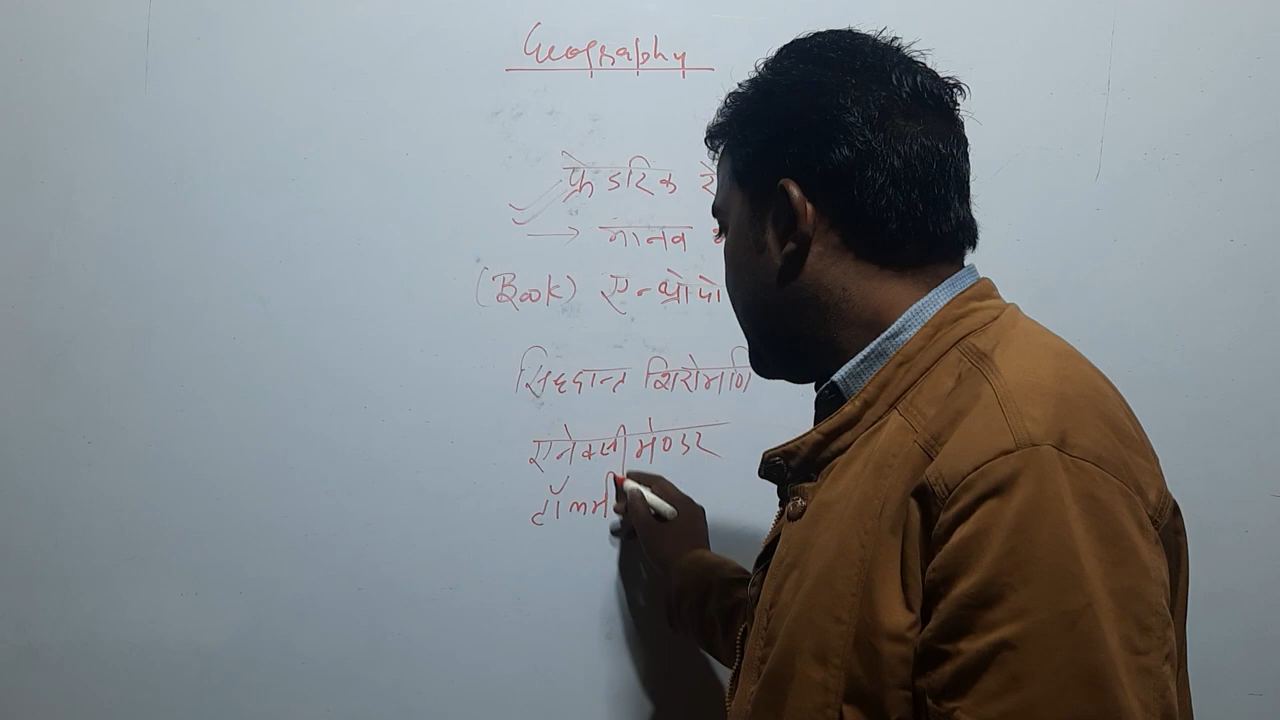 Geography
फ्रेडरिक रे
मानव
(Book) एन्थ्रोपो
सिद्धान्त शिरोमणि
एनेक्सीमेण्डर
टॉलमी